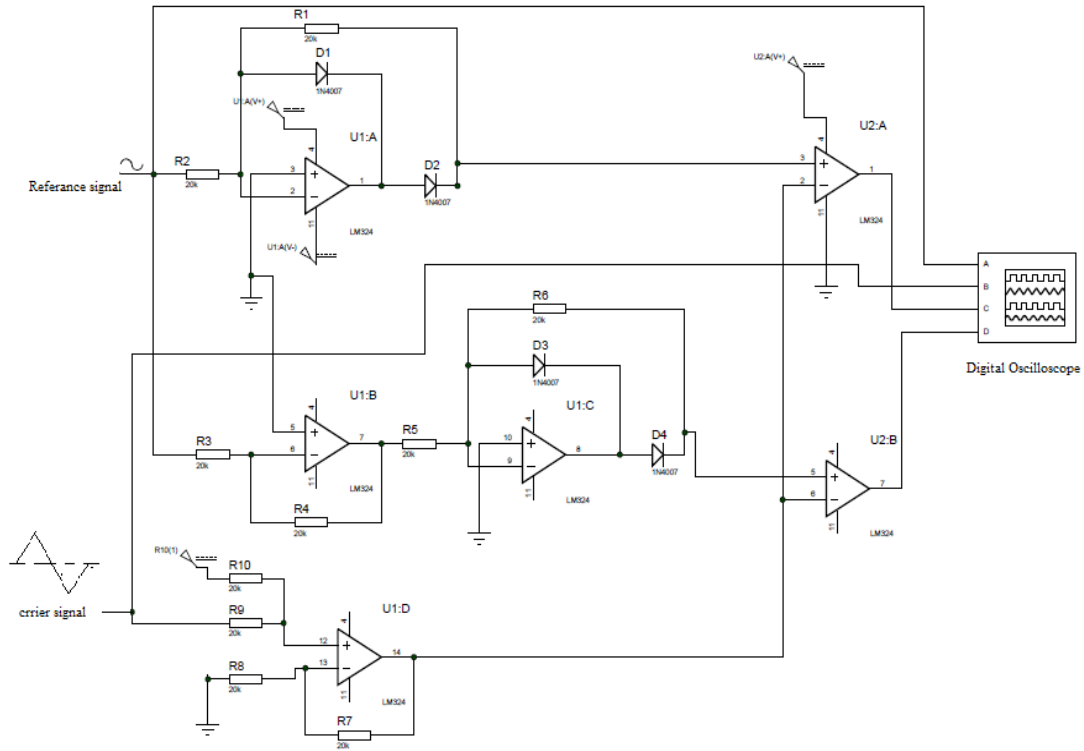 R1
20k
D1
1N4007
U2:A(V+)
U1:A(V+)
U1:A
U2:A
4
4
R2
20k
3
2
1
D2
1N4007
3
2
1
Referance signal
11
LM324
11
LM324
U1:A(V-)
A
B
C
D
R6
20k
Digital Oscilloscope
D3
1N4007
U1:B
U1:C
4
4
U2:B
R3
20k
5
6
7
R5
20k
10
9
8
D4
1N4007
4
11
LM324
11
LM324
5
6
7
R4
20k
11
LM324
R10(1)
R10
20k
crrier signal
R9
20k
U1:D
4
12
13
14
R8
20k
11
LM324
R7
20k